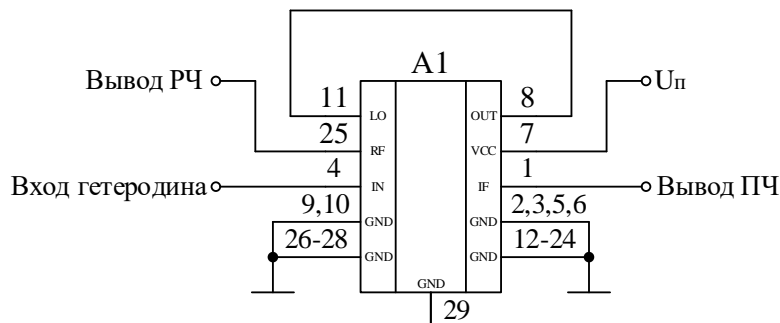 A1
Вывод РЧ
11
LO
OUT
8
Uп
25
RF
VCC
7
Вход гетеродина
4
IN
IF
1
Вывод ПЧ
9,10
GND
GND
2,3,5,6
26-28
GND
GND
12-24
GND
29